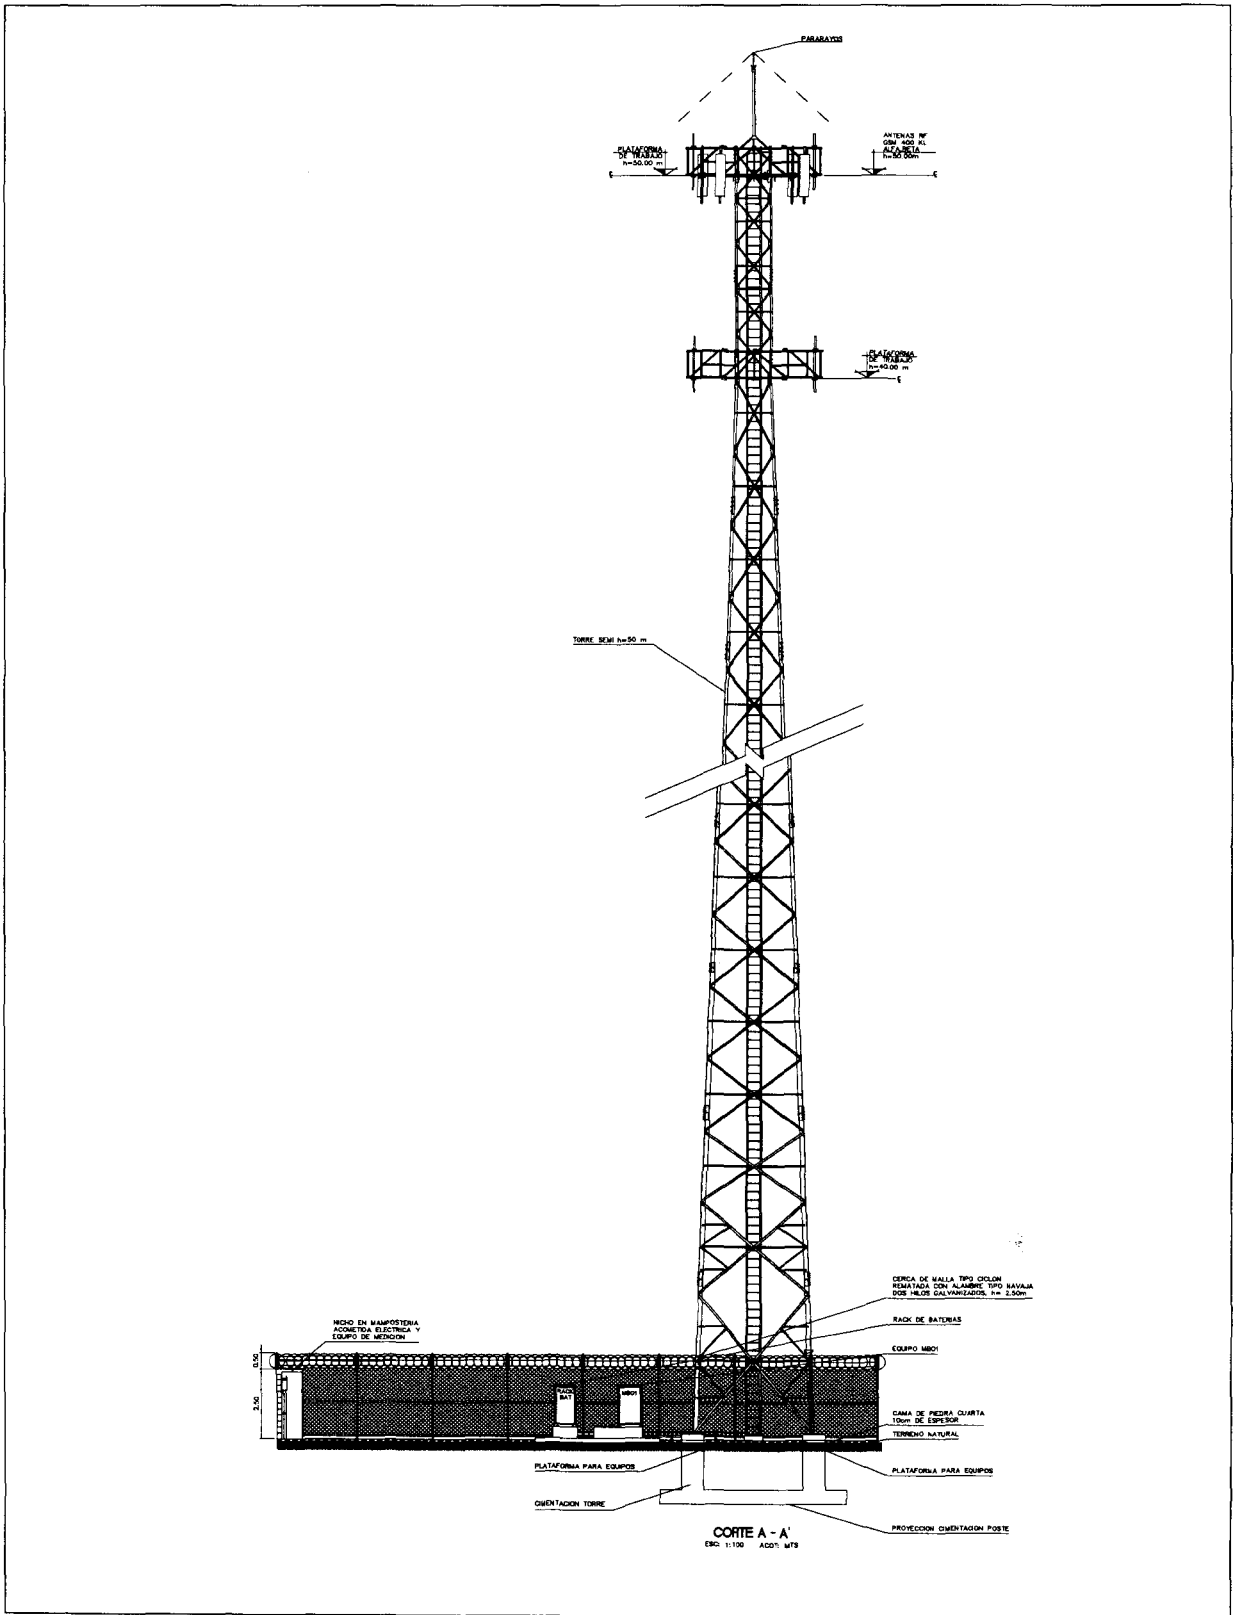 PARARAYOS
PLATAFORMA
DE TRABAJO
h=50.00 m
ANTENAS RF
GSM 400 KL
ALFA,BETA
h=50.00m
PLATAFORMA
DE TRABAJO
h=40.00 m
TORRE SEMI h=50 m
CERCA DE MALLA TIPO CICLON
REMATADA CON ALAMBRE TIPO NAVAJA
DOS HILOS GALVANIZADOS, h= 2.50m
NICHO EN MAMPOSTERIA
ACOMETIDA ELECTRICA Y
EQUIPO DE MEDICION
RACK DE BATERIAS
EQUIPO MBO1
0.50
2.50
RACK
BAT
MBO1
CAMA DE PIEDRA CUARTA
10cm DE ESPESOR
TERRENO NATURAL
PLATAFORMA PARA EQUIPOS
PLATAFORMA PARA EQUIPOS
CIMENTACION TORRE
PROYECCION CIMENTACION POSTE
CORTE A - A'
ESC: 1:100 ACOT: MTS